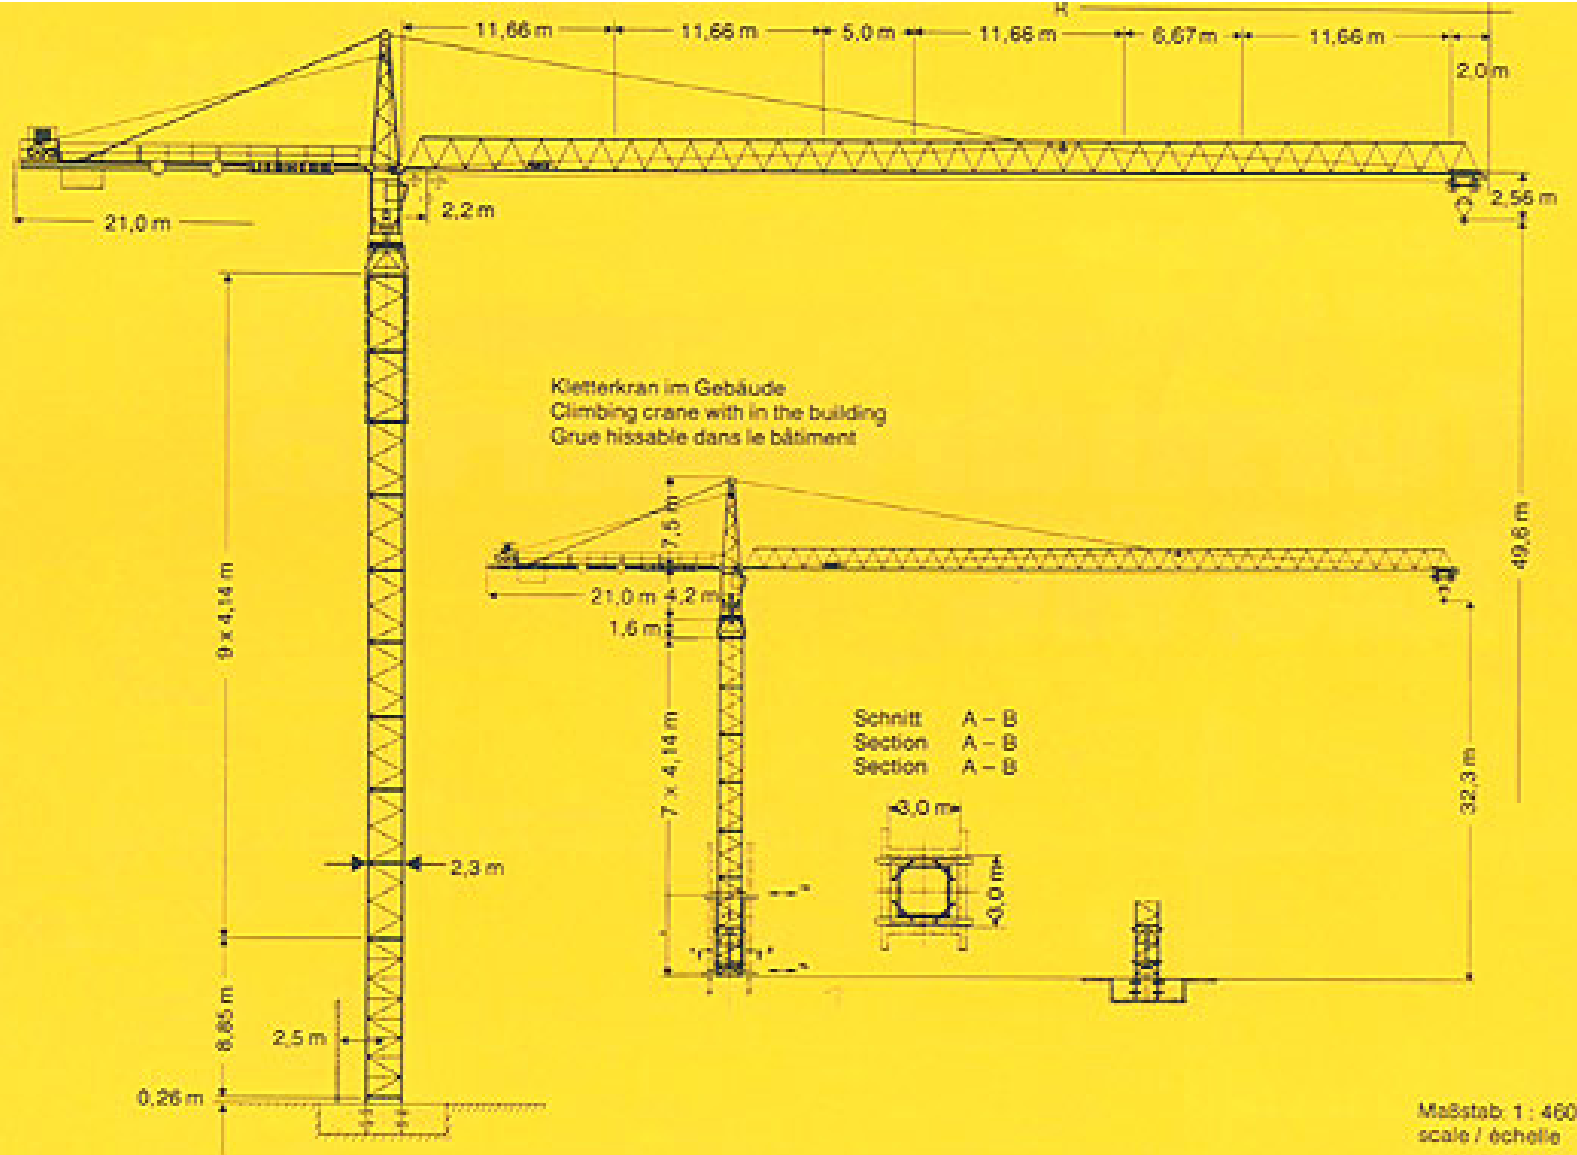 R
11,66 m
11,66 m
5,0 m
11,66 m
6,67 m
11,66 m
2,0 m
21,0 m
2,2 m
2,56 m
Kletterkran im Gebäude
Climbing crane with in the building
Grue hissable dans le bâtiment
7,5 m
49,6 m
9 x 4,14 m
21,0 m 4,2 m
1,6 m
7 x 4,14 m
Schnitt A – B
Section A – B
Section A – B
32,3 m
3,0 m
3,0 m
2,3 m
8,85 m
2,5 m
0,26 m
Maßstab 1 : 460
scale / échelle